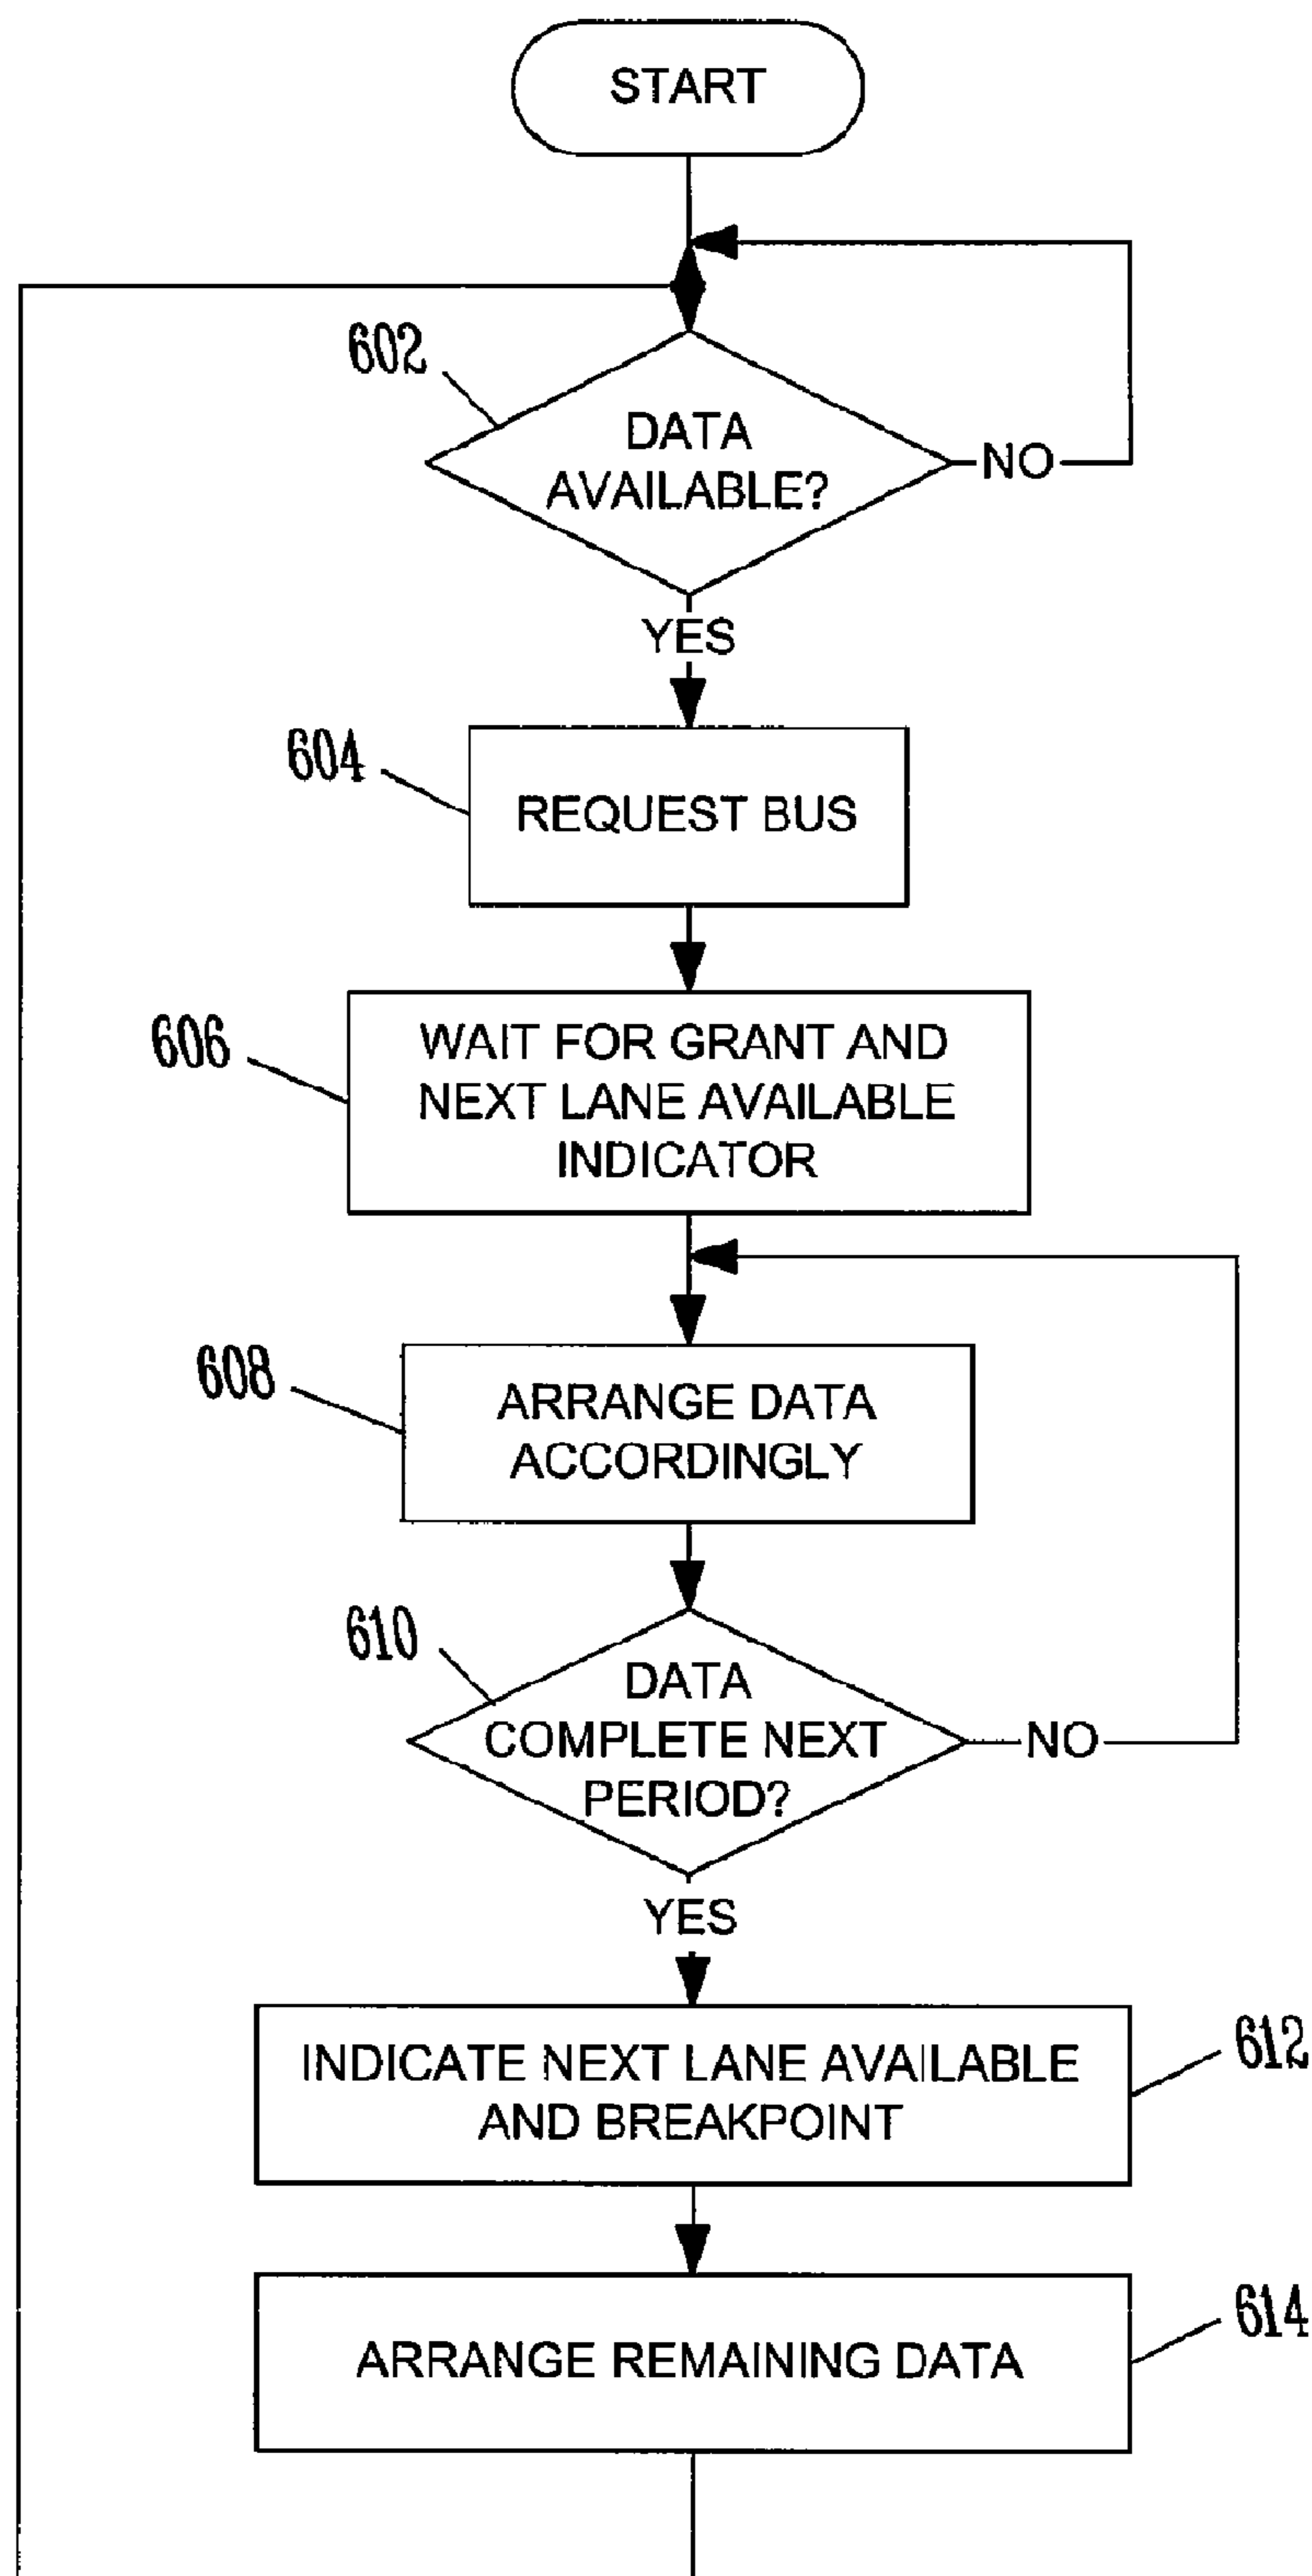 START
602
DATA
AVAILABLE?
NO
YES
604
REQUEST BUS
606
WAIT FOR GRANT AND
NEXT LANE AVAILABLE
INDICATOR
608
ARRANGE DATA
ACCORDINGLY
610
DATA
COMPLETE NEXT
PERIOD?
NO
YES
INDICATE NEXT LANE AVAILABLE
AND BREAKPOINT
612
ARRANGE REMAINING DATA
614